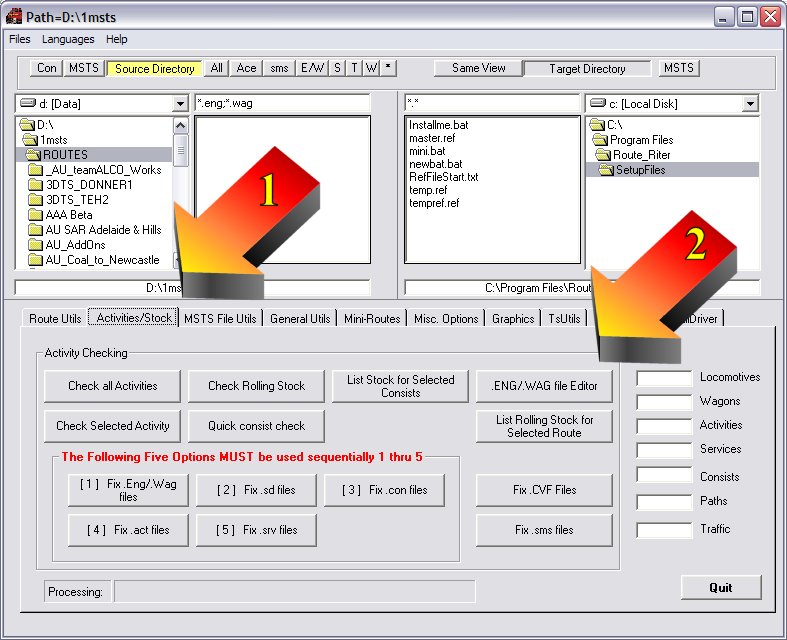 Path=D:\1msts
Files Languages Help
Con MSTS Source Directory All Ace sms E/W S T W * Same View Target Directory MSTS
d: [Data] *.eng;*.wag *.* c: [Local Disk]
D:\
1msts
ROUTES
_AU_teamALCO_Works
3DTS_DONNER1
3DTS_TEH2
AAA Beta
AU SAR Adelaide & Hills
AU_AddOns
AU_Coal_to_Newcastle
1
Installme.bat
master.ref
mini.bat
newbat.bat
RefFileStart.txt
temp.ref
tempref.ref
C:\
Program Files
Route_Riter
SetupFiles
2
D:\1ms
C:\Program Files\Rou
Route Utils Activities/Stock MSTS File Utils General Utils Mini-Routes Misc. Options Graphics TsUtils Driver
Activity Checking
Check all Activities Check Rolling Stock List Stock for Selected Consists .ENG/.WAG file Editor
Check Selected Activity Quick consist check List Rolling Stock for Selected Route
The Following Five Options MUST be used sequentially 1 thru 5
[ 1 ] Fix .Eng/.Wag files [ 2 ] Fix .sd files [ 3 ] Fix .con files Fix .CVF Files
[ 4 ] Fix .act files [ 5 ] Fix .srv files Fix .sms files
Locomotives
Wagons
Activities
Services
Consists
Paths
Traffic
Processing:
Quit